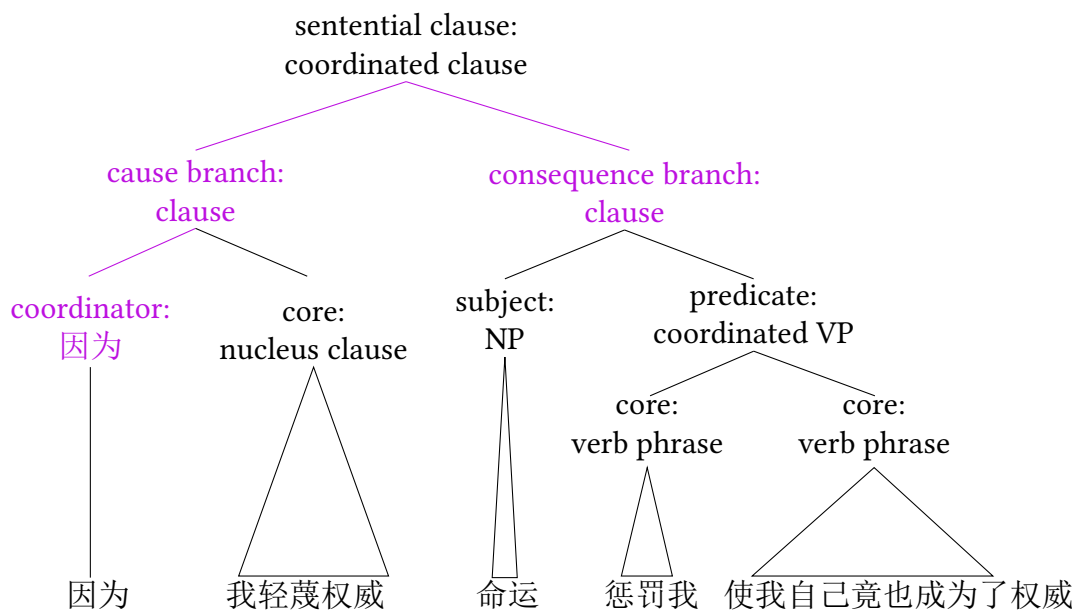 sentential clause:
coordinated clause
cause branch:
clause
consequence branch:
clause
coordinator:
因为
core:
nucleus clause
subject:
NP
predicate:
coordinated VP
core:
verb phrase
core:
verb phrase
因为 我轻蔑权威 命运 惩罚我 使我自己竟也成为了权威